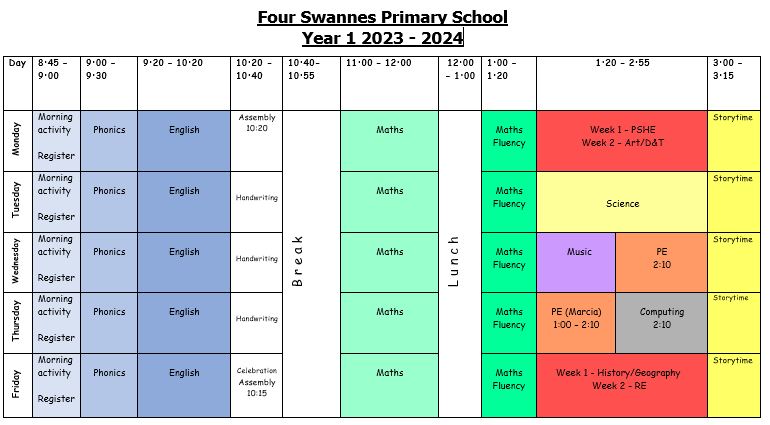 Four Swannes Primary School
Year 1 2023 - 2024
Day
8:45 –
9:00
9:00 –
9:30
9:20 – 10:20
10:20 –
10:40
10:40-
10:55
11:00 – 12:00
12:00
– 1:00
1:00 –
1:20
1:20 – 2:55
3:00 –
3:15
Monday
Morning
activity
Register
Phonics
English
Assembly
10:20
Break
Maths
Lunch
Maths
Fluency
Week 1 – PSHE
Week 2 – Art/D&T
Storytime
Tuesday
Morning
activity
Register
Phonics
English
Handwriting
Maths
Maths
Fluency
Science
Storytime
Wednesday
Morning
activity
Register
Phonics
English
Handwriting
Maths
Maths
Fluency
Music
PE
2:10
Storytime
Thursday
Morning
activity
Register
Phonics
English
Handwriting
Maths
Maths
Fluency
PE (Marcia)
1:00 – 2:10
Computing
2:10
Storytime
Friday
Morning
activity
Register
Phonics
English
Celebration
Assembly
10:15
Maths
Maths
Fluency
Week 1 - History/Geography
Week 2 – RE
Storytime